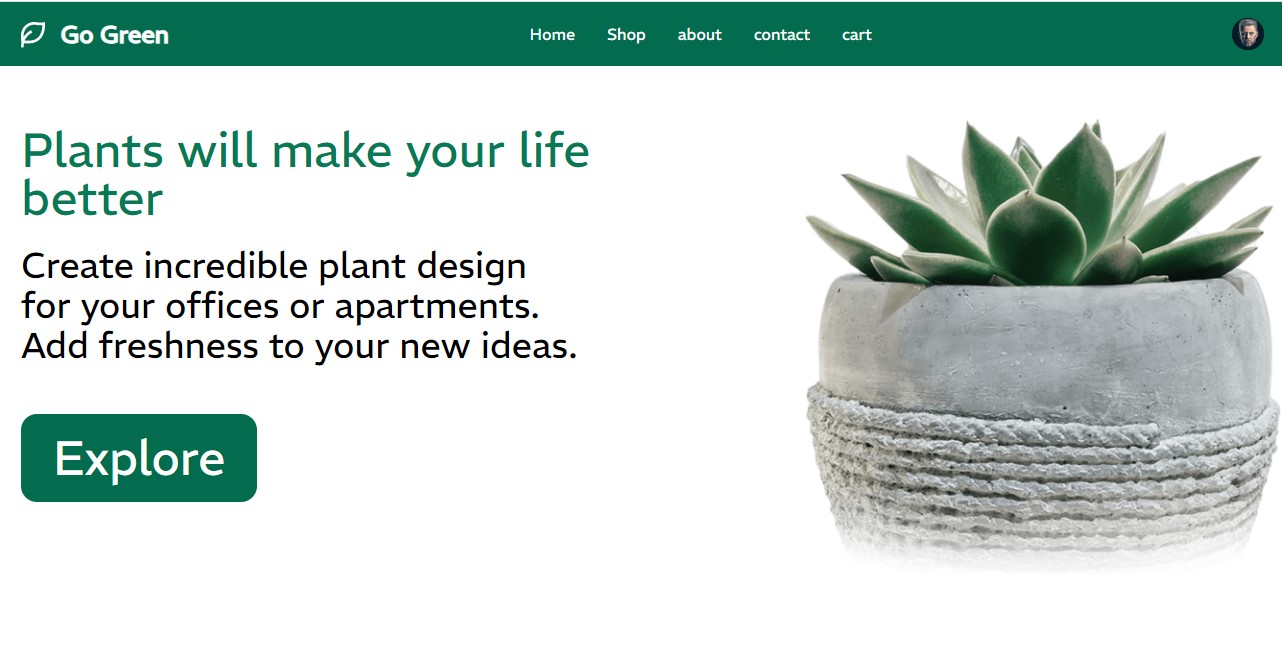 Go Green
Home Shop about contact cart
Plants will make your life
better
Create incredible plant design
for your offices or apartments.
Add freshness to your new ideas.
Explore